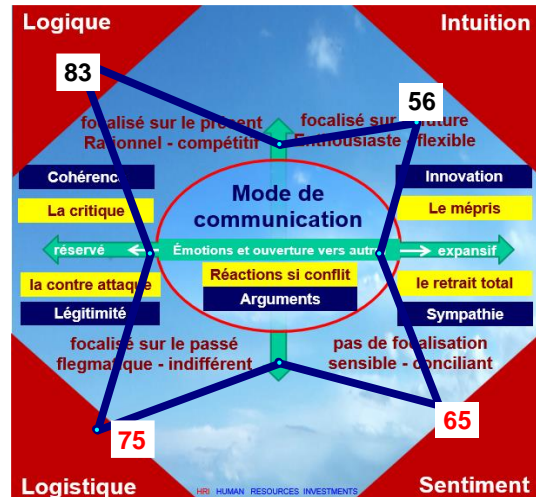 Logique
Intuition
83
56
focalisé sur le présent
Rationnel - compétitif
focalisé sur
Enthousiaste - flexible
Innovation
La critique
Le mépris
Mode de
communication
réservé
Émotions et ouverture vers
expansif
la contre attaque
Réactions si conflit
le retrait total
Légitimité
Arguments
Sympathie
focalisé sur le passé
flegmatique - indifférent
pas de focalisation
sensible - conciliant
75
65
Logistique
HRI HUMAN RESOURCES INVESTMENTS
Sentiment